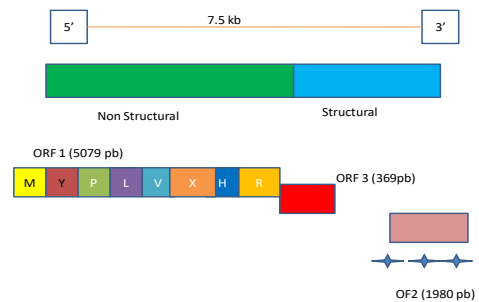 5' 7.5 kb 3'
Non Structural Structural
ORF 1 (5079 pb)
M Y P L V X H R
ORF 3 (369pb)
OF2 (1980 pb)